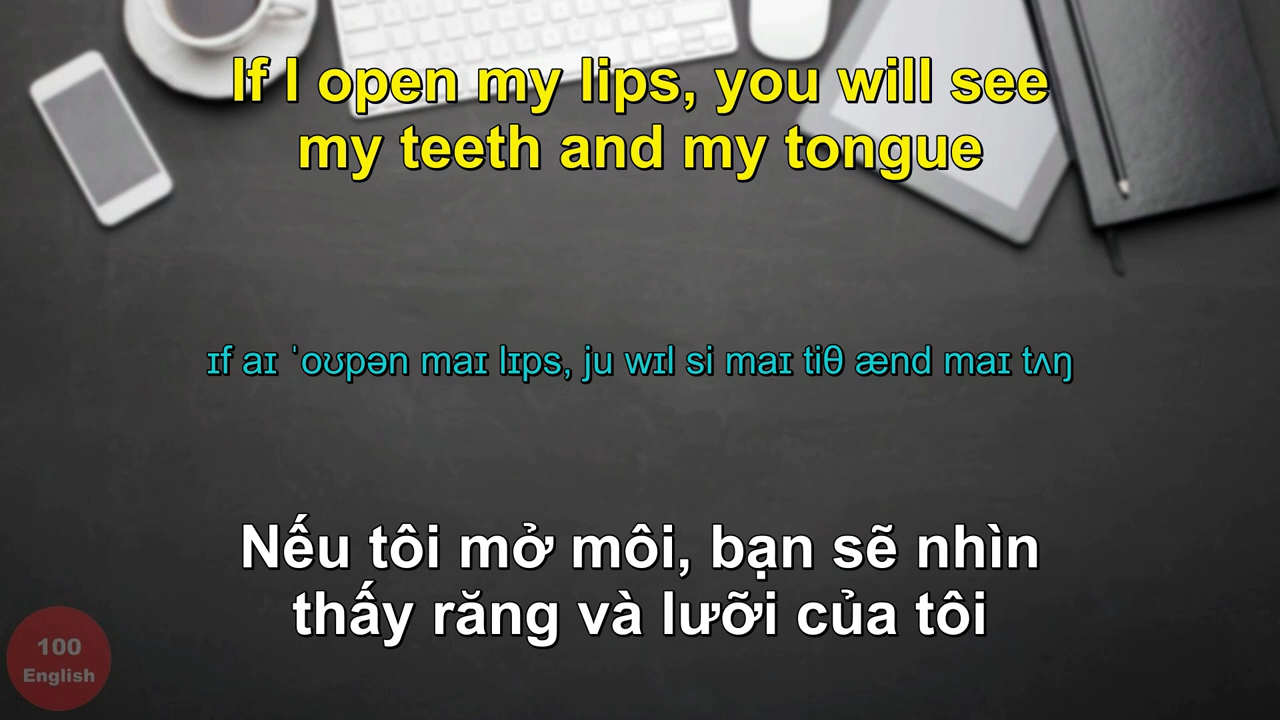 If I open my lips, you will see
my teeth and my tongue
ɪf aɪ ˈoʊpən maɪ lɪps, ju wɪl si maɪ tiθ ænd maɪ tʌŋ
Nếu tôi mở môi, bạn sẽ nhìn
thấy răng và lưỡi của tôi
100
English